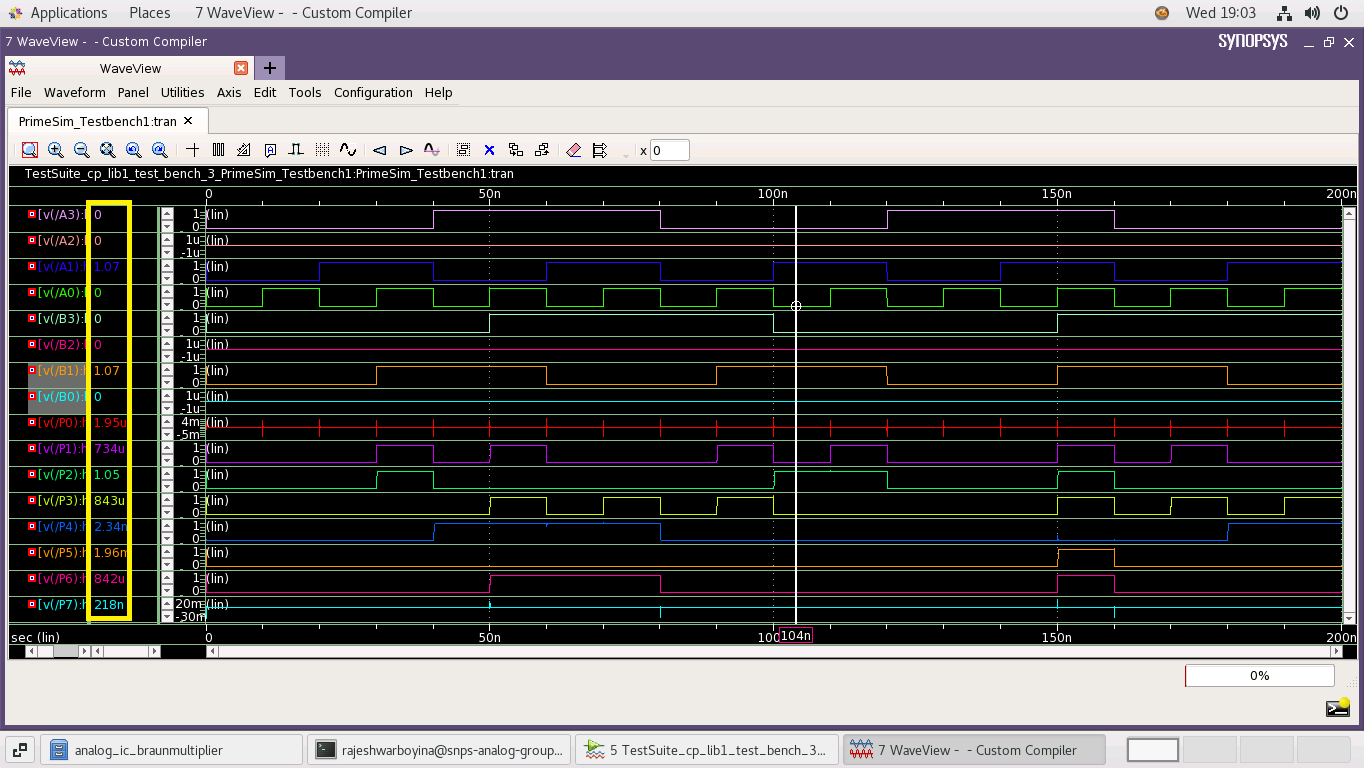 Applications Places 7 WaveView - - Custom Compiler Wed 19:03
7 WaveView - - Custom Compiler SYNOPSYS
WaveView
File Waveform Panel Utilities Axis Edit Tools Configuration Help
PrimeSim_Testbench1:tran
x 0
TestSuite_cp_lib1_test_bench_3_PrimeSim_Testbench1:PrimeSim_Testbench1:tran
0 50n 100n 150n 200n
[v(/A3): 0 1 (lin)
0
[v(/A2): 0 1u (lin)
-1u
[v(/A1): 1.07 1 (lin)
0
[v(/A0): 0 1 (lin)
0
[v(/B3): 0 1 (lin)
0
[v(/B2): 0 1u (lin)
-1u
[v(/B1): 1.07 1 (lin)
0
[v(/B0): 0 1u (lin)
-1u
[v(/P0): 1.95u 4m (lin)
-5m
[v(/P1): 734u 1 (lin)
0
[v(/P2): 1.05 1 (lin)
0
[v(/P3): 843u 1 (lin)
0
[v(/P4): 2.34m 1 (lin)
0
[v(/P5): 1.96m 1 (lin)
0
[v(/P6): 842u 1 (lin)
0
[v(/P7): 218n 20m (lin)
-30m
sec (lin) 0 50n 100 104n 150n 200n
0%
analog_ic_braunmultiplier rajeshwarboyina@snps-analog-group... 5 TestSuite_cp_lib1_test_bench_3... 7 WaveView - - Custom Compiler